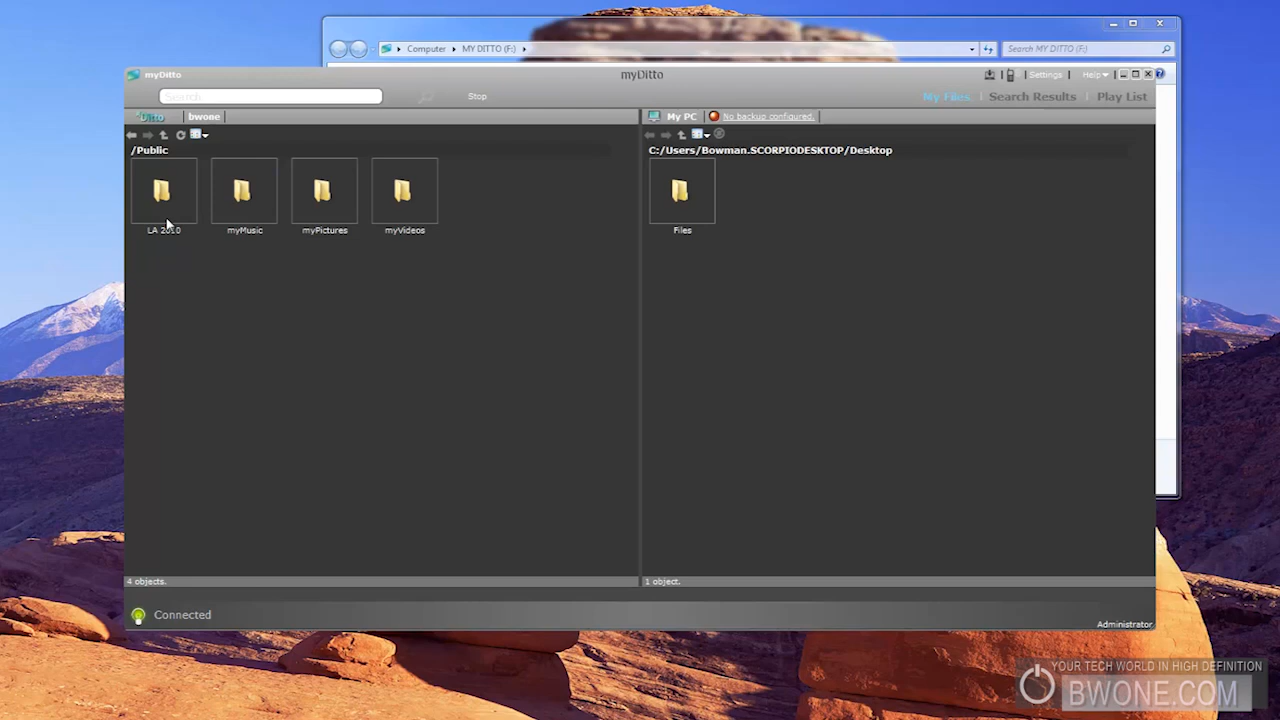 Computer
MY DITTO (F:)
Search MY DITTO (F:)
myDitto
myDitto
Settings
Help
Search
Stop
My Files
Search Results
Play List
Ditto
bwone
My PC
No backup configured.
/Public
C:/Users/Bowman.SCORPIODESKTOP/Desktop
LA 2010
myMusic
myPictures
myVideos
Files
4 objects.
1 object.
Connected
Administrator
YOUR TECH WORLD IN HIGH DEFINITION
BWONE.COM